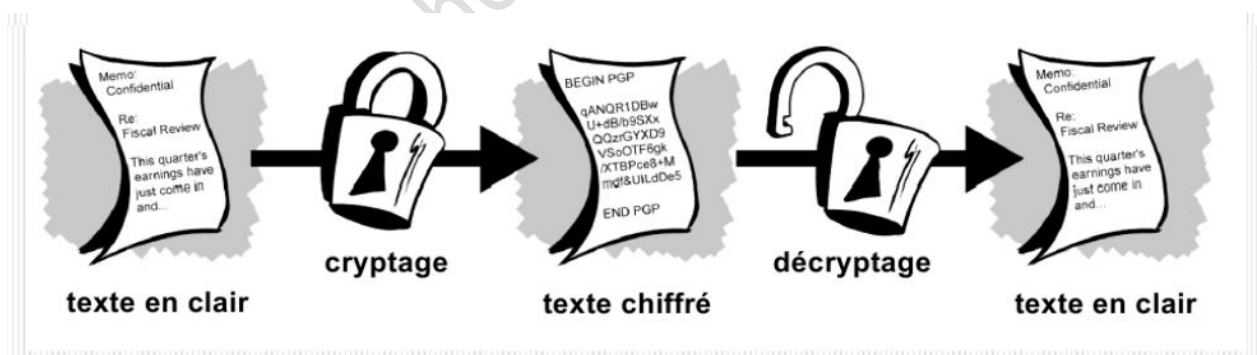 Memo:
Confidential
Re:
Fiscal Review
This quarter's
earnings have
just come in
and...
BEGIN PGP
qANQR1DBw
U+dB/b9SXx
QQzrGYXD9
VSoOTF6gk
/XTBPce8+M
mdf&UILdDe5
END PGP
Memo:
Confidential
Re:
Fiscal Review
This quarter's
earnings have
just come in
and...
cryptage
décryptage
texte en clair
texte chiffré
texte en clair